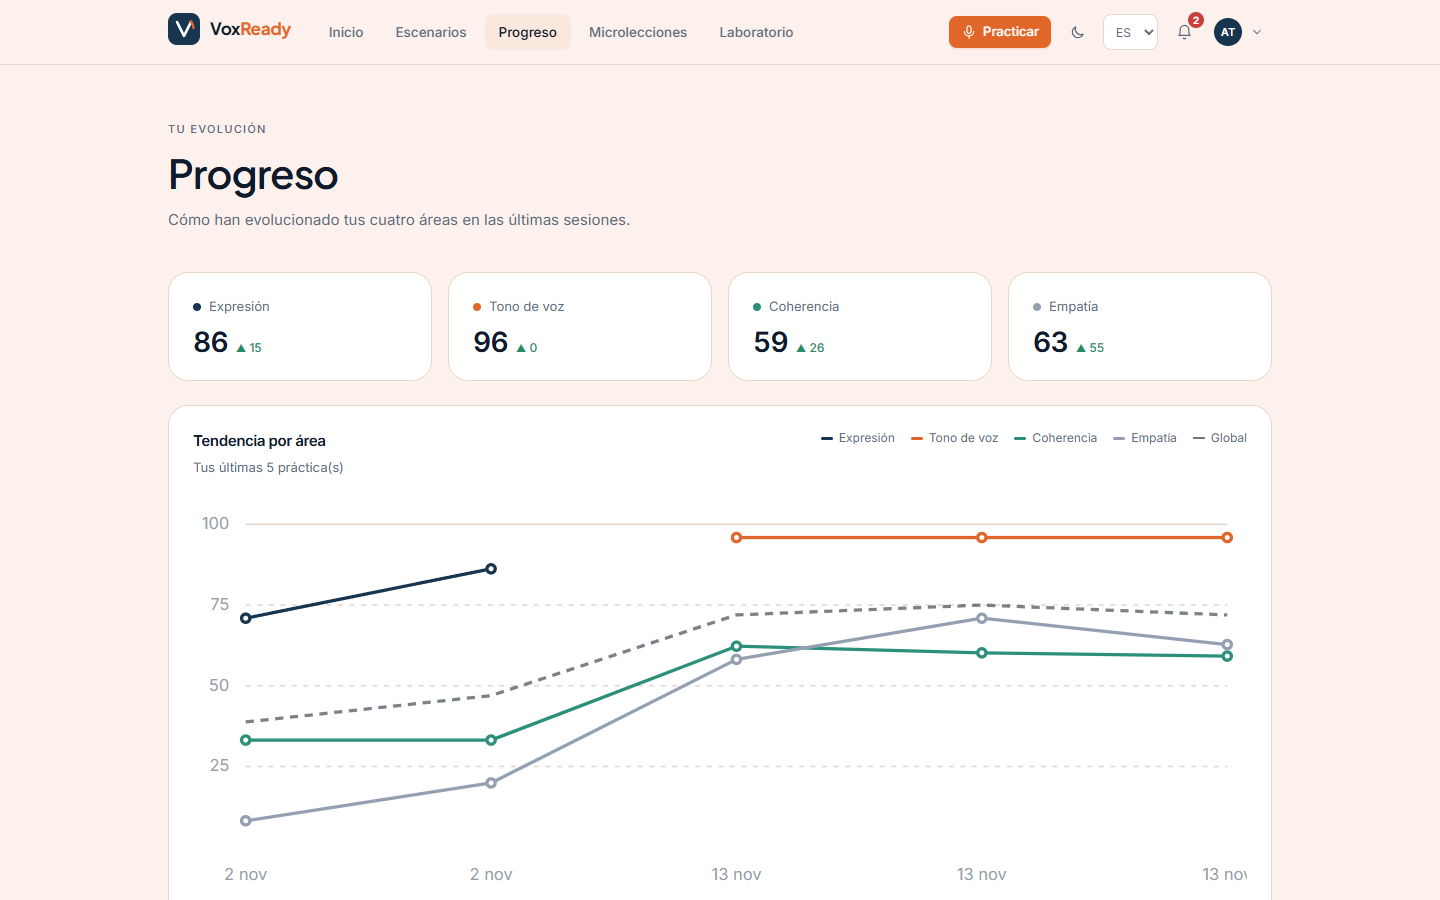 VoxReady
Inicio
Escenarios
Progreso
Microlecciones
Laboratorio
Practicar
ES
2
AT
TU EVOLUCIÓN
Progreso
Cómo han evolucionado tus cuatro áreas en las últimas sesiones.
Expresión
86 ▲ 15
Tono de voz
96 ▲ 0
Coherencia
59 ▲ 26
Empatía
63 ▲ 55
Tendencia por área
Tus últimas 5 práctica(s)
Expresión
Tono de voz
Coherencia
Empatía
Global
100
75
50
25
2 nov
2 nov
13 nov
13 nov
13 nov